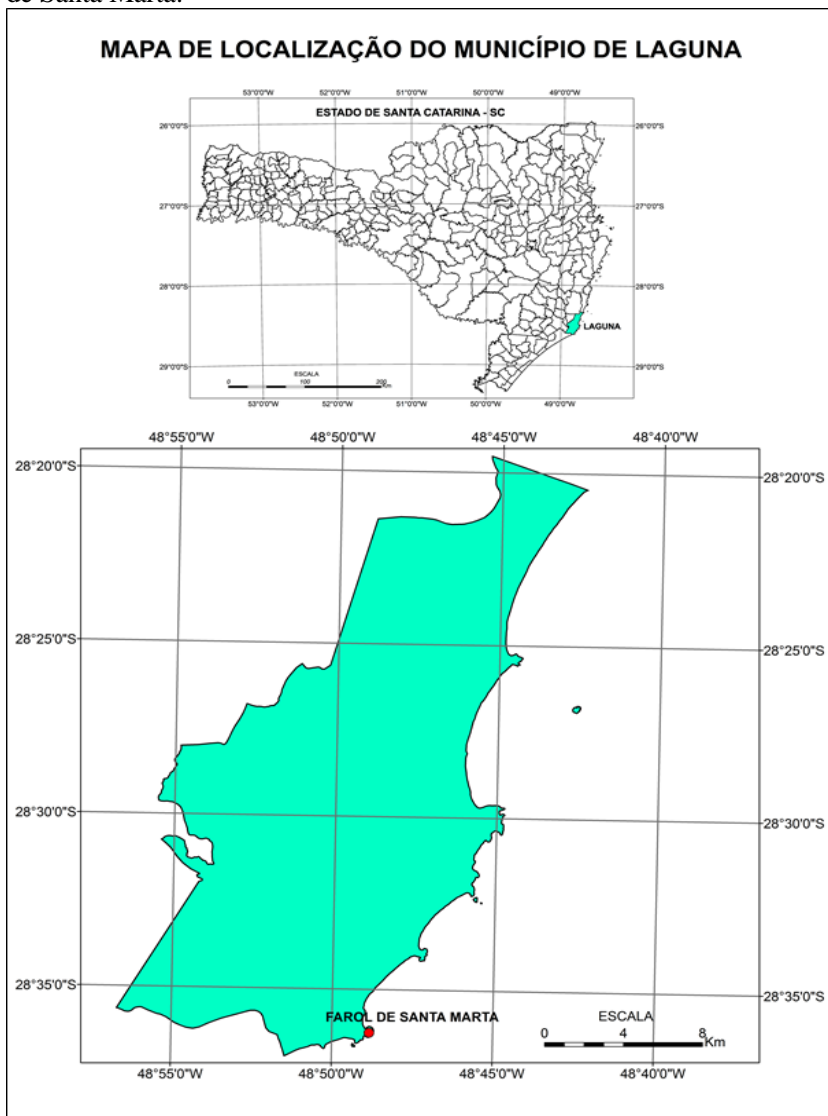 de Santa Marta.
MAPA DE LOCALIZAÇÃO DO MUNICÍPIO DE LAGUNA
53°0'0"W 52°0'0"W 51°0'0"W 50°0'0"W 49°0'0"W
ESTADO DE SANTA CATARINA - SC
26°0'0"S 26°0'0"S
27°0'0"S 27°0'0"S
28°0'0"S 28°0'0"S
LAGUNA
29°0'0"S 29°0'0"S
ESCALA
0 100 200
Km
53°0'0"W 52°0'0"W 51°0'0"W 50°0'0"W 49°0'0"W
48°55'0"W 48°50'0"W 48°45'0"W 48°40'0"W
28°20'0"S 28°20'0"S
28°25'0"S 28°25'0"S
28°30'0"S 28°30'0"S
28°35'0"S 28°35'0"S
FAROL DE SANTA MARTA ESCALA
0 4 8
Km
48°55'0"W 48°50'0"W 48°45'0"W 48°40'0"W